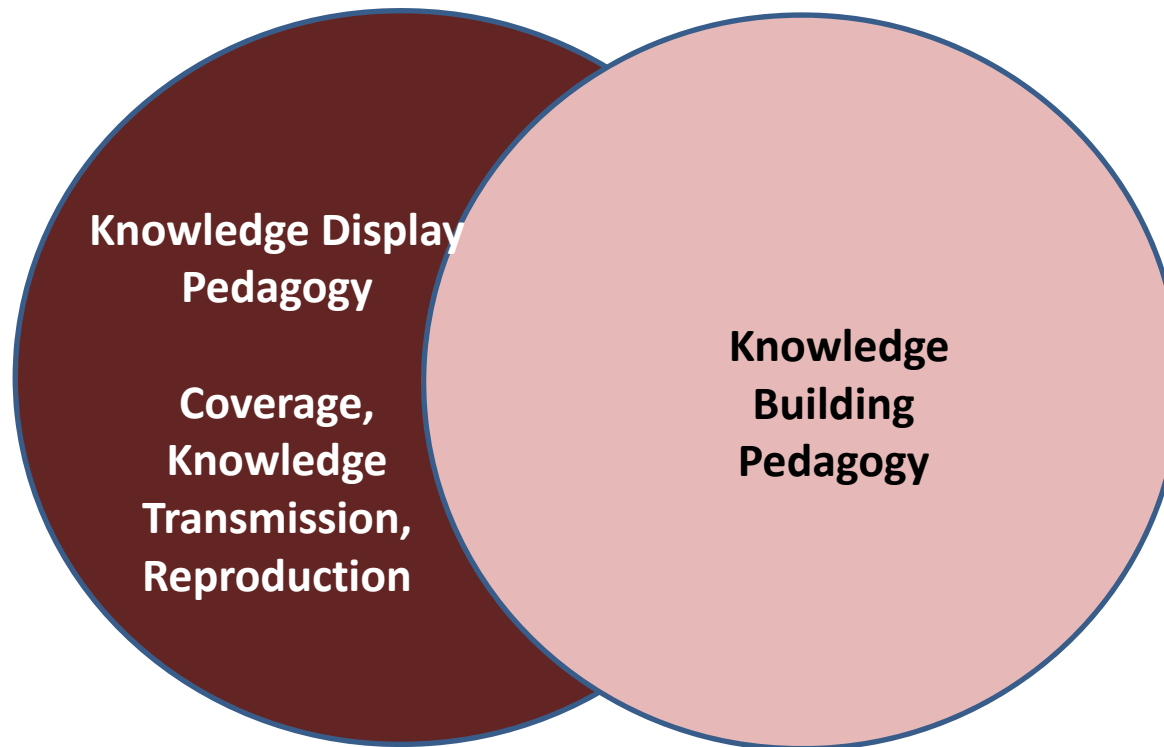 Knowledge Display
Pedagogy
Coverage,
Knowledge
Transmission,
Reproduction
Knowledge
Building
Pedagogy